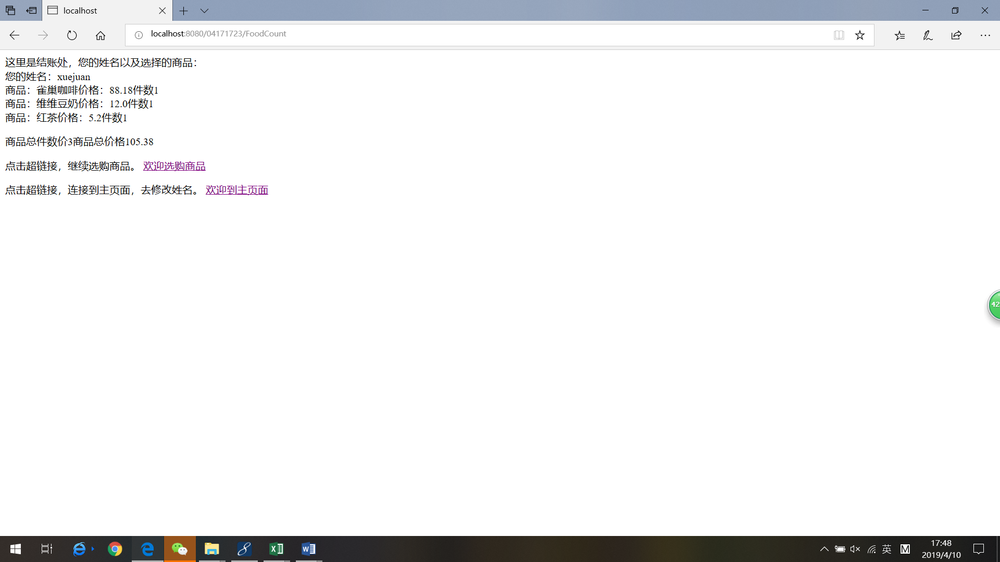 localhost
localhost:8080/04171723/FoodCount
这里是结账处，您的姓名以及选择的商品：
您的姓名：xuejuan
商品：雀巢咖啡价格：88.18件数1
商品：维维豆奶价格：12.0件数1
商品：红茶价格：5.2件数1
商品总件数价3商品总价格105.38
点击超链接，继续选购商品。 欢迎选购商品
点击超链接，连接到主页面，去修改姓名。 欢迎到主页面
42
英
M
17:48
2019/4/10